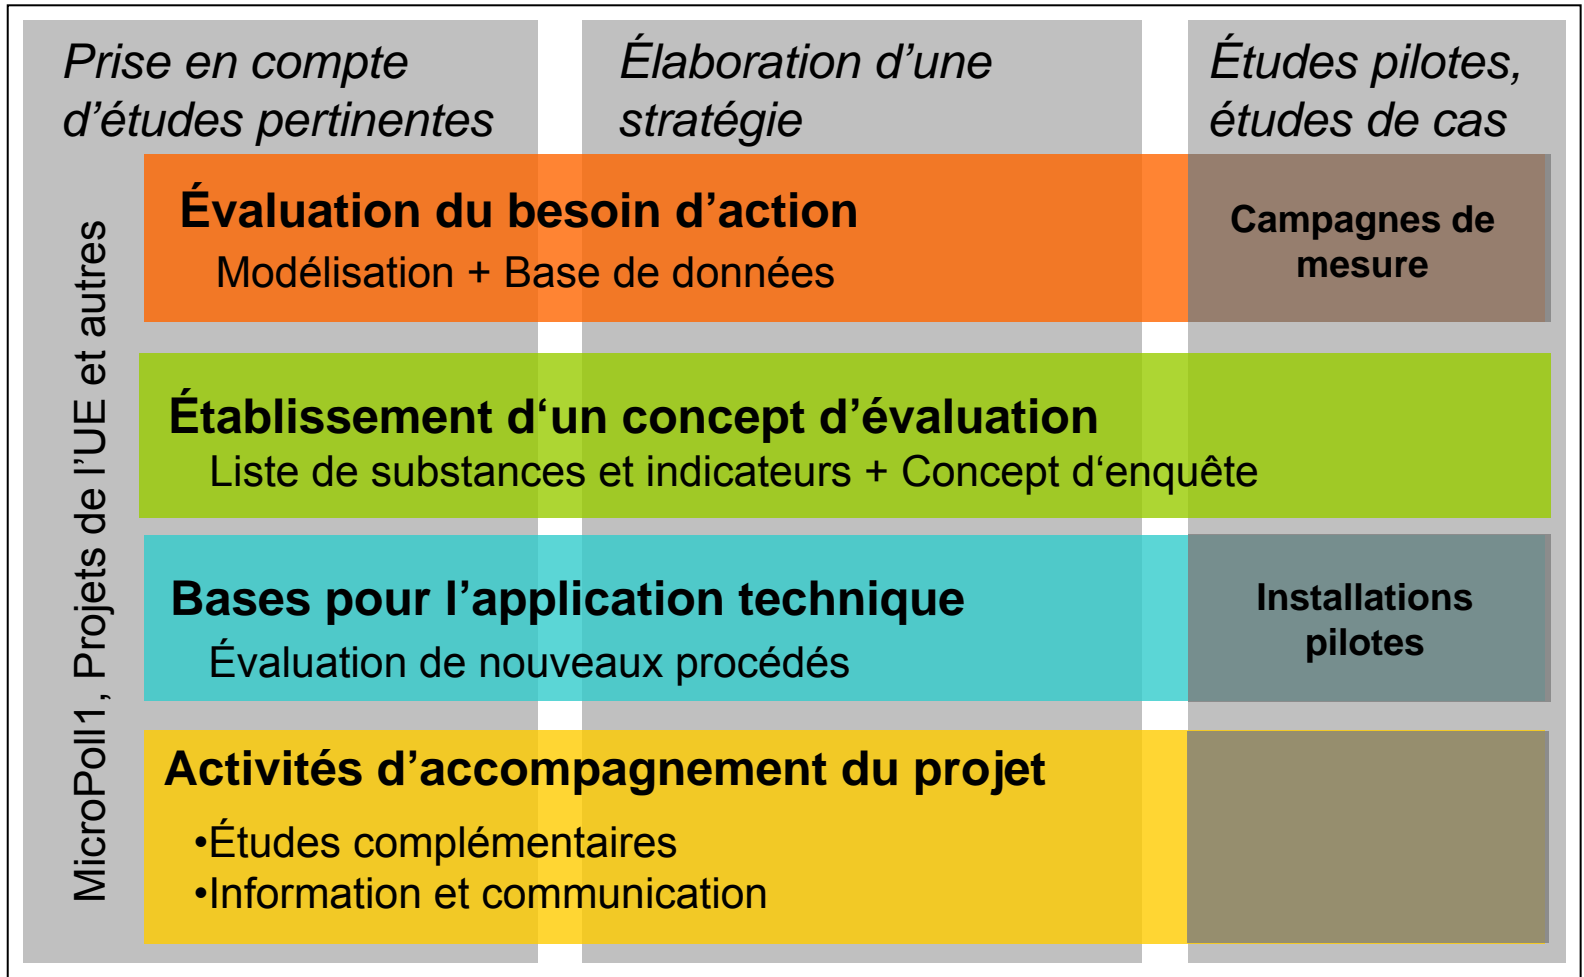 Prise en compte
d’études pertinentes
Élaboration d’une
stratégie
Études pilotes,
études de cas
MicroPoll1, Projets de l’UE et autres
Évaluation du besoin d’action
Modélisation + Base de données
Campagnes de
mesure
Établissement d‘un concept d’évaluation
Liste de substances et indicateurs + Concept d‘enquête
Bases pour l’application technique
Évaluation de nouveaux procédés
Installations
pilotes
Activités d’accompagnement du projet
•Études complémentaires
•Information et communication